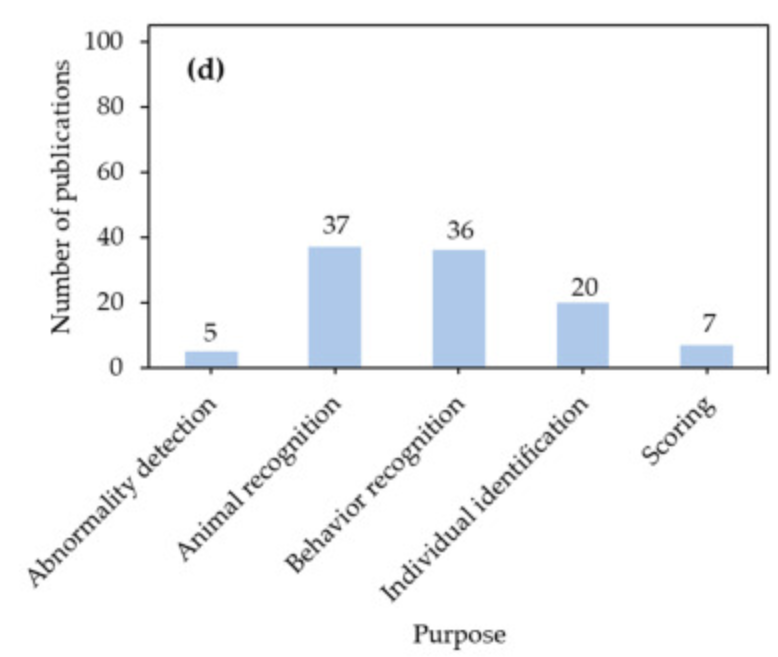 (d)
Number of publications
100
80
60
40
20
0
5
37
36
20
7
Abnormality detection
Animal recognition
Behavior recognition
Individual identification
Scoring
Purpose